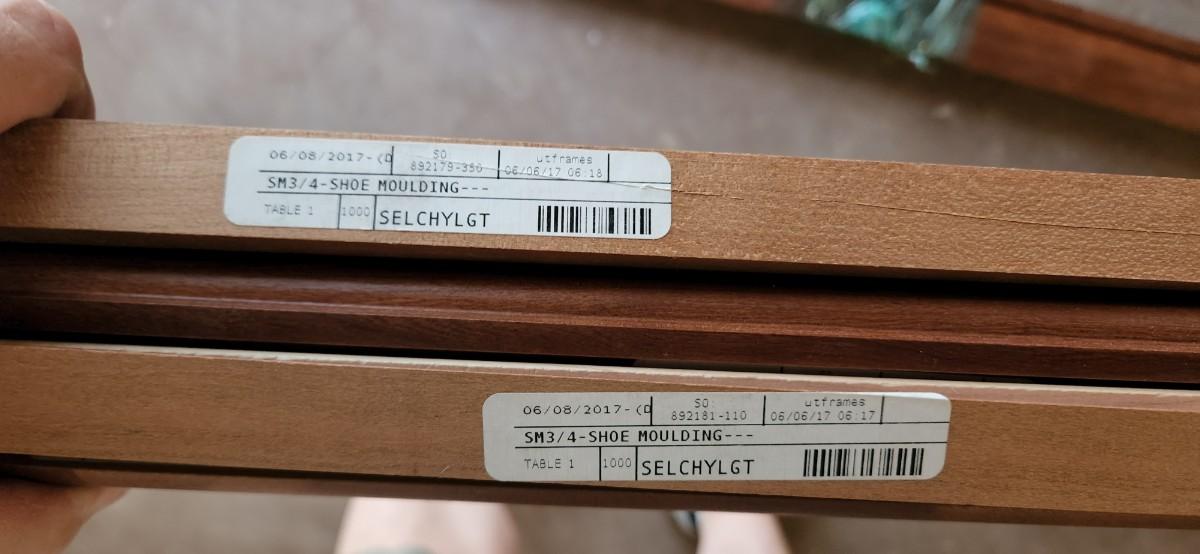 06/08/2017-(D
SO:
892179-350
utframes
06/06/17 06:18
SM3/4-SHOE MOULDING---
TABLE 1
1000
SELCHYLGT
06/08/2017-(D
SO:
892181-110
utframes
06/06/17 06:17
SM3/4-SHOE MOULDING---
TABLE 1
1000
SELCHYLGT